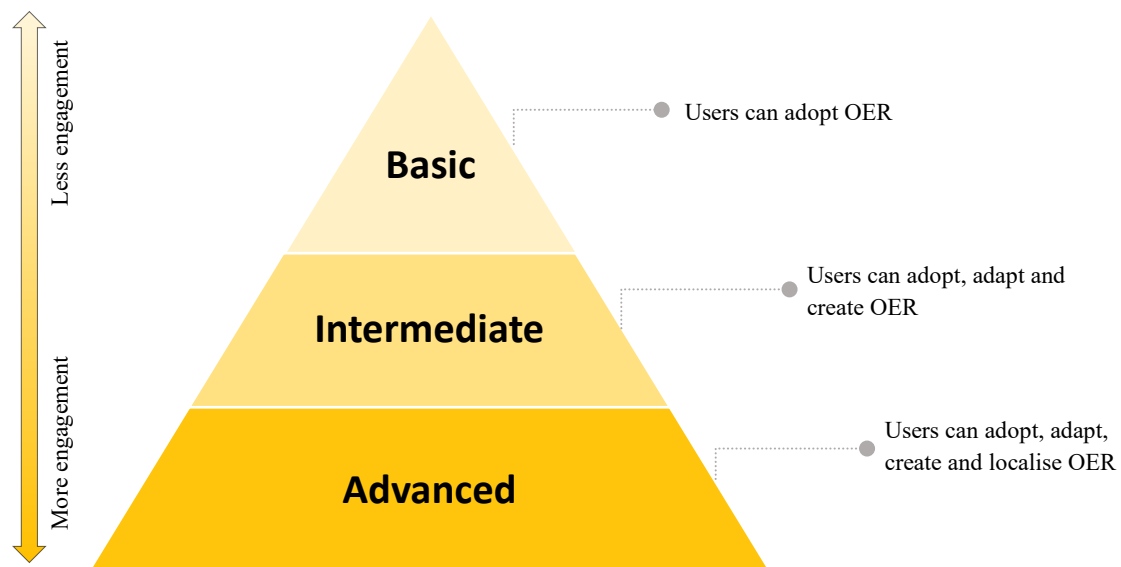 Less engagement
More engagement
Basic
Users can adopt OER
Intermediate
Users can adopt, adapt and
create OER
Advanced
Users can adopt, adapt,
create and localise OER